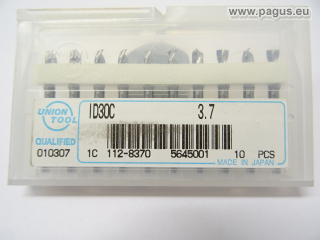 www.pagus.eu
UNION TOOL
ID30C 3.7
QUALIFIED
010307 1C 112-8370 5645001 10 PCS
MADE IN JAPAN